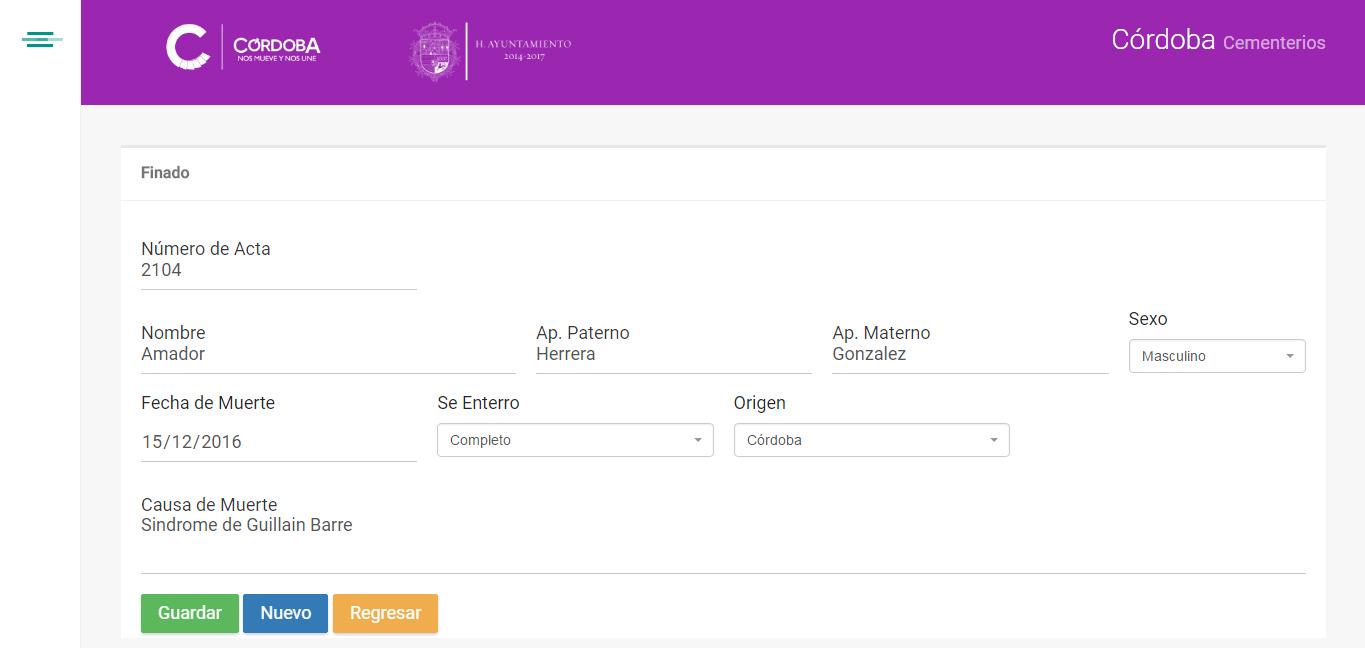 CÓRDOBA
NOS MUEVE Y NOS UNE
H. AYUNTAMIENTO
2014-2017
Córdoba Cementerios
Finado
Número de Acta
2104
Nombre
Amador
Ap. Paterno
Herrera
Ap. Materno
Gonzalez
Sexo
Masculino
Fecha de Muerte
15/12/2016
Se Enterro
Completo
Origen
Córdoba
Causa de Muerte
Sindrome de Guillain Barre
Guardar Nuevo Regresar